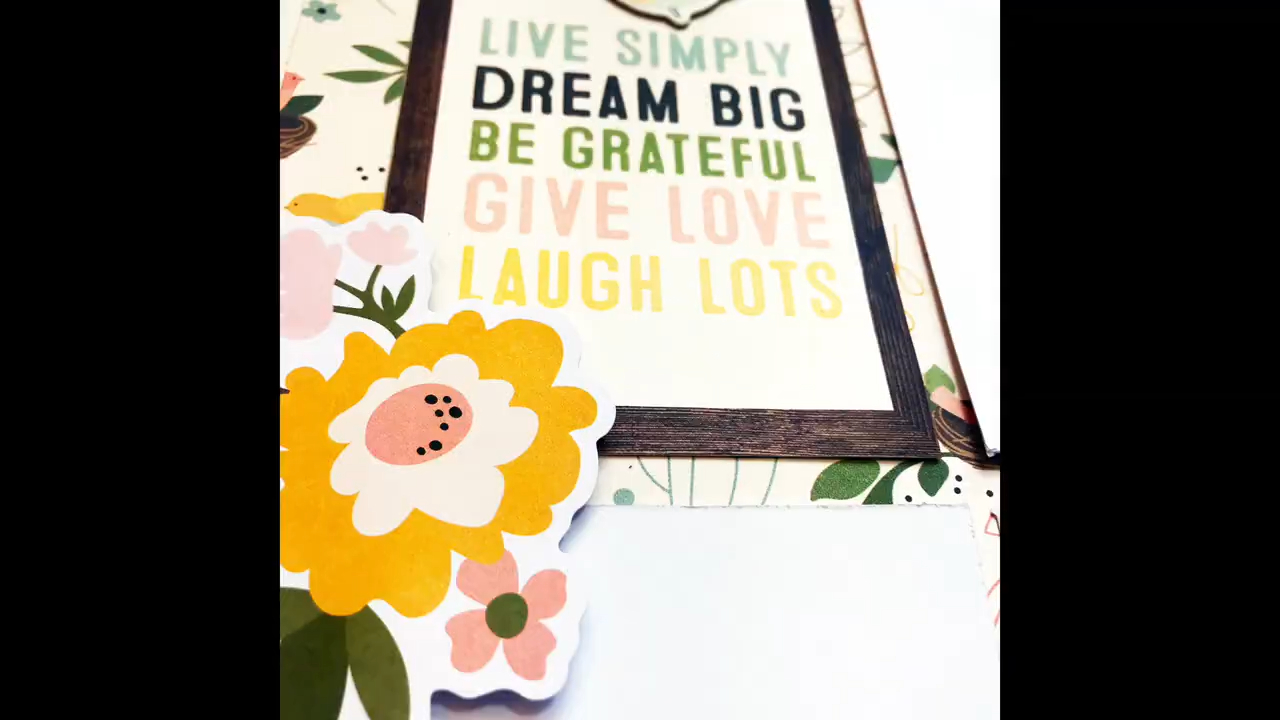 LIVE SIMPLY
DREAM BIG
BE GRATEFUL
GIVE LOVE
LAUGH LOTS